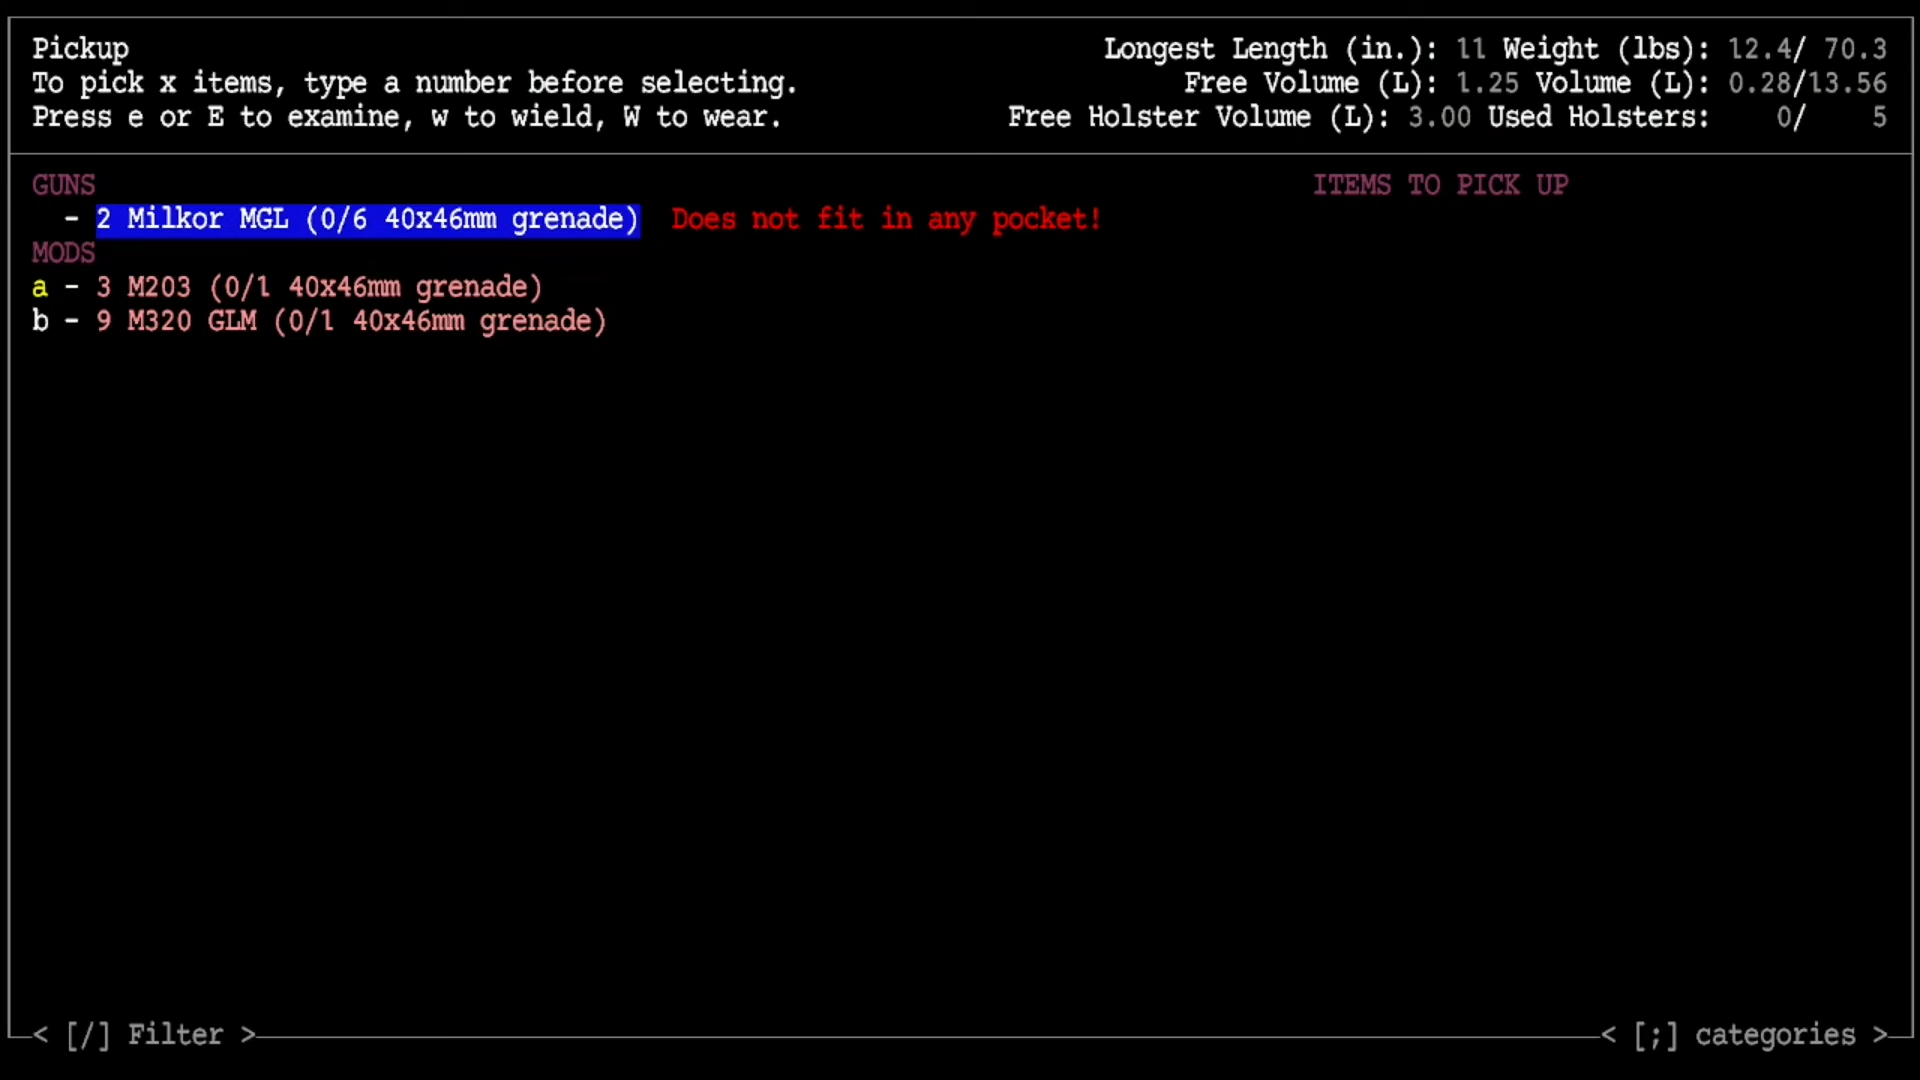 Pickup Longest Length (in.): 11 Weight (lbs): 12.4/ 70.3
To pick x items, type a number before selecting. Free Volume (L): 1.25 Volume (L): 0.28/13.56
Press e or E to examine, w to wield, W to wear. Free Holster Volume (L): 3.00 Used Holsters: 0/ 5
GUNS ITEMS TO PICK UP
- 2 Milkor MGL (0/6 40x46mm grenade) Does not fit in any pocket!
MODS
a - 3 M203 (0/1 40x46mm grenade)
b - 9 M320 GLM (0/1 40x46mm grenade)
< [/] Filter > < [;] categories >